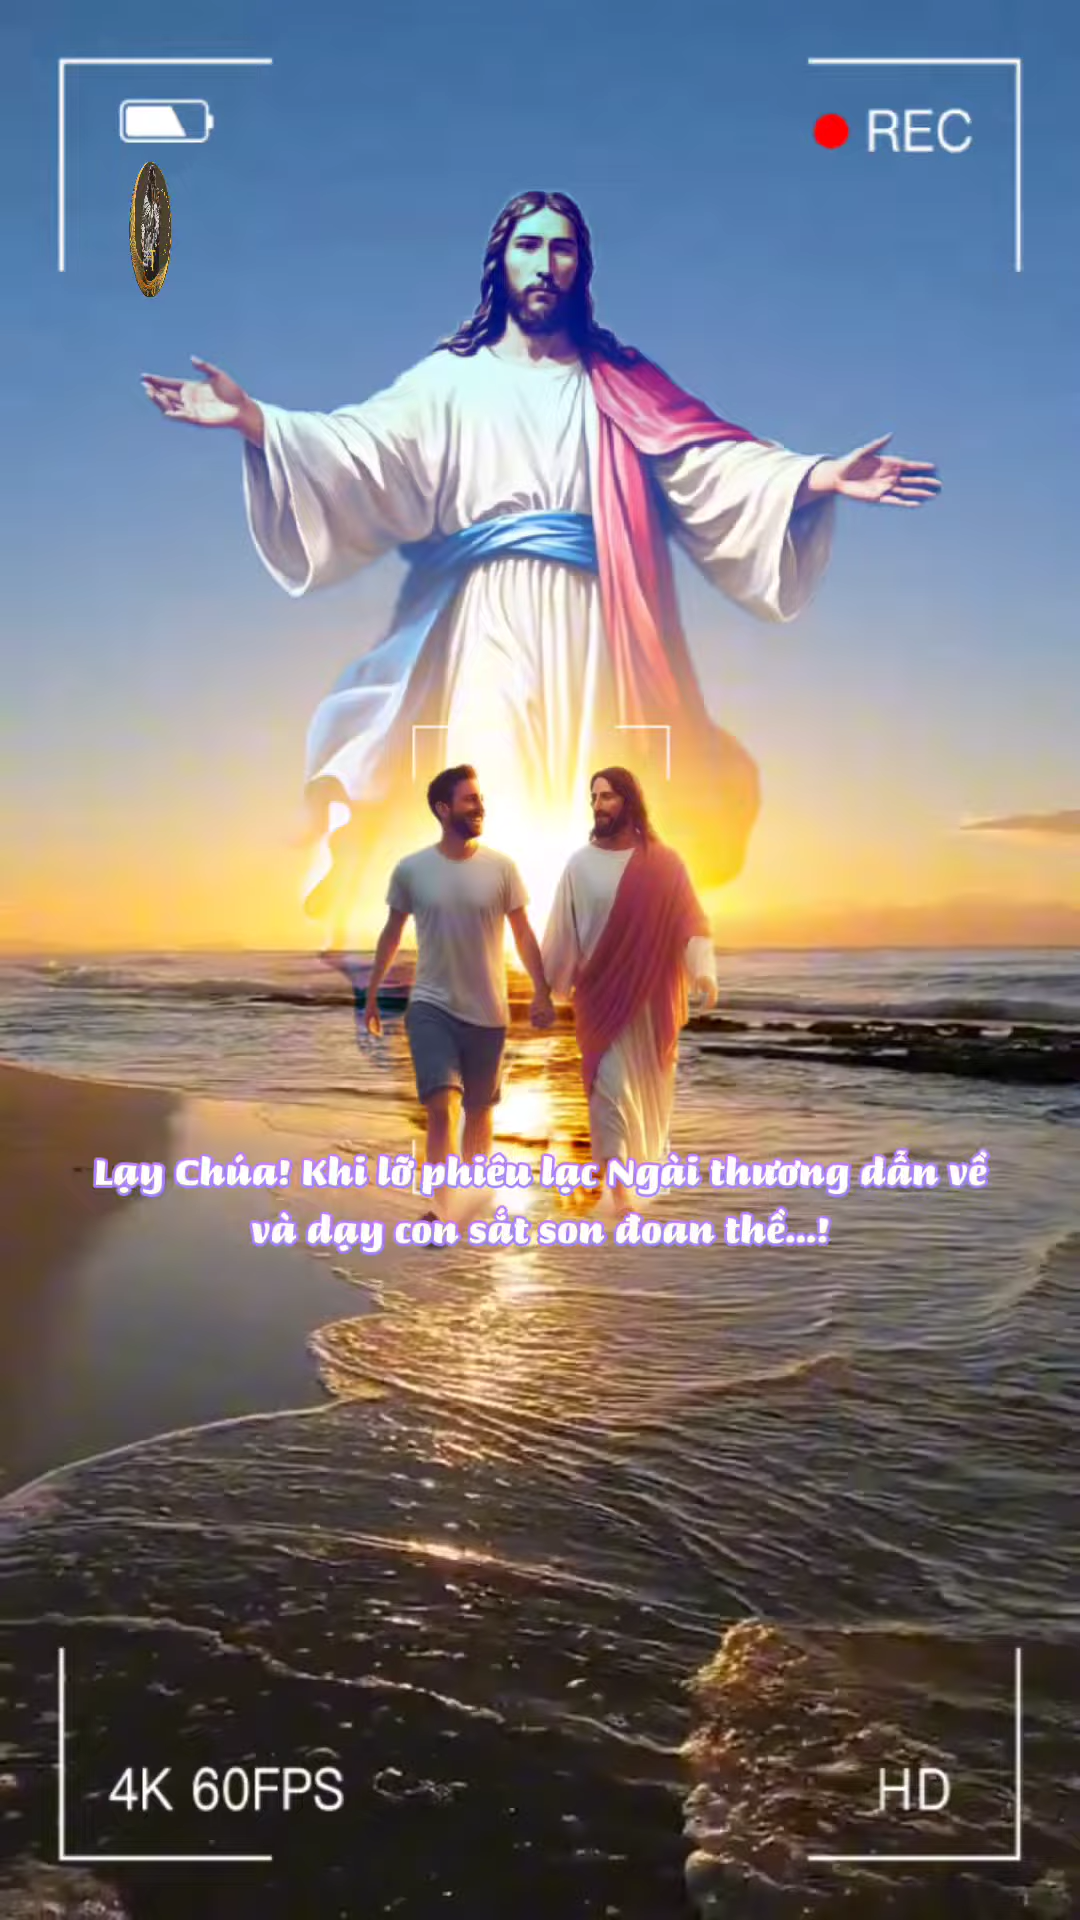 REC
Lạy Chúa! Khi lỡ phiêu lạc Ngài thương dẫn về
và dạy con sắt son đoan thề...!
4K 60FPS
HD